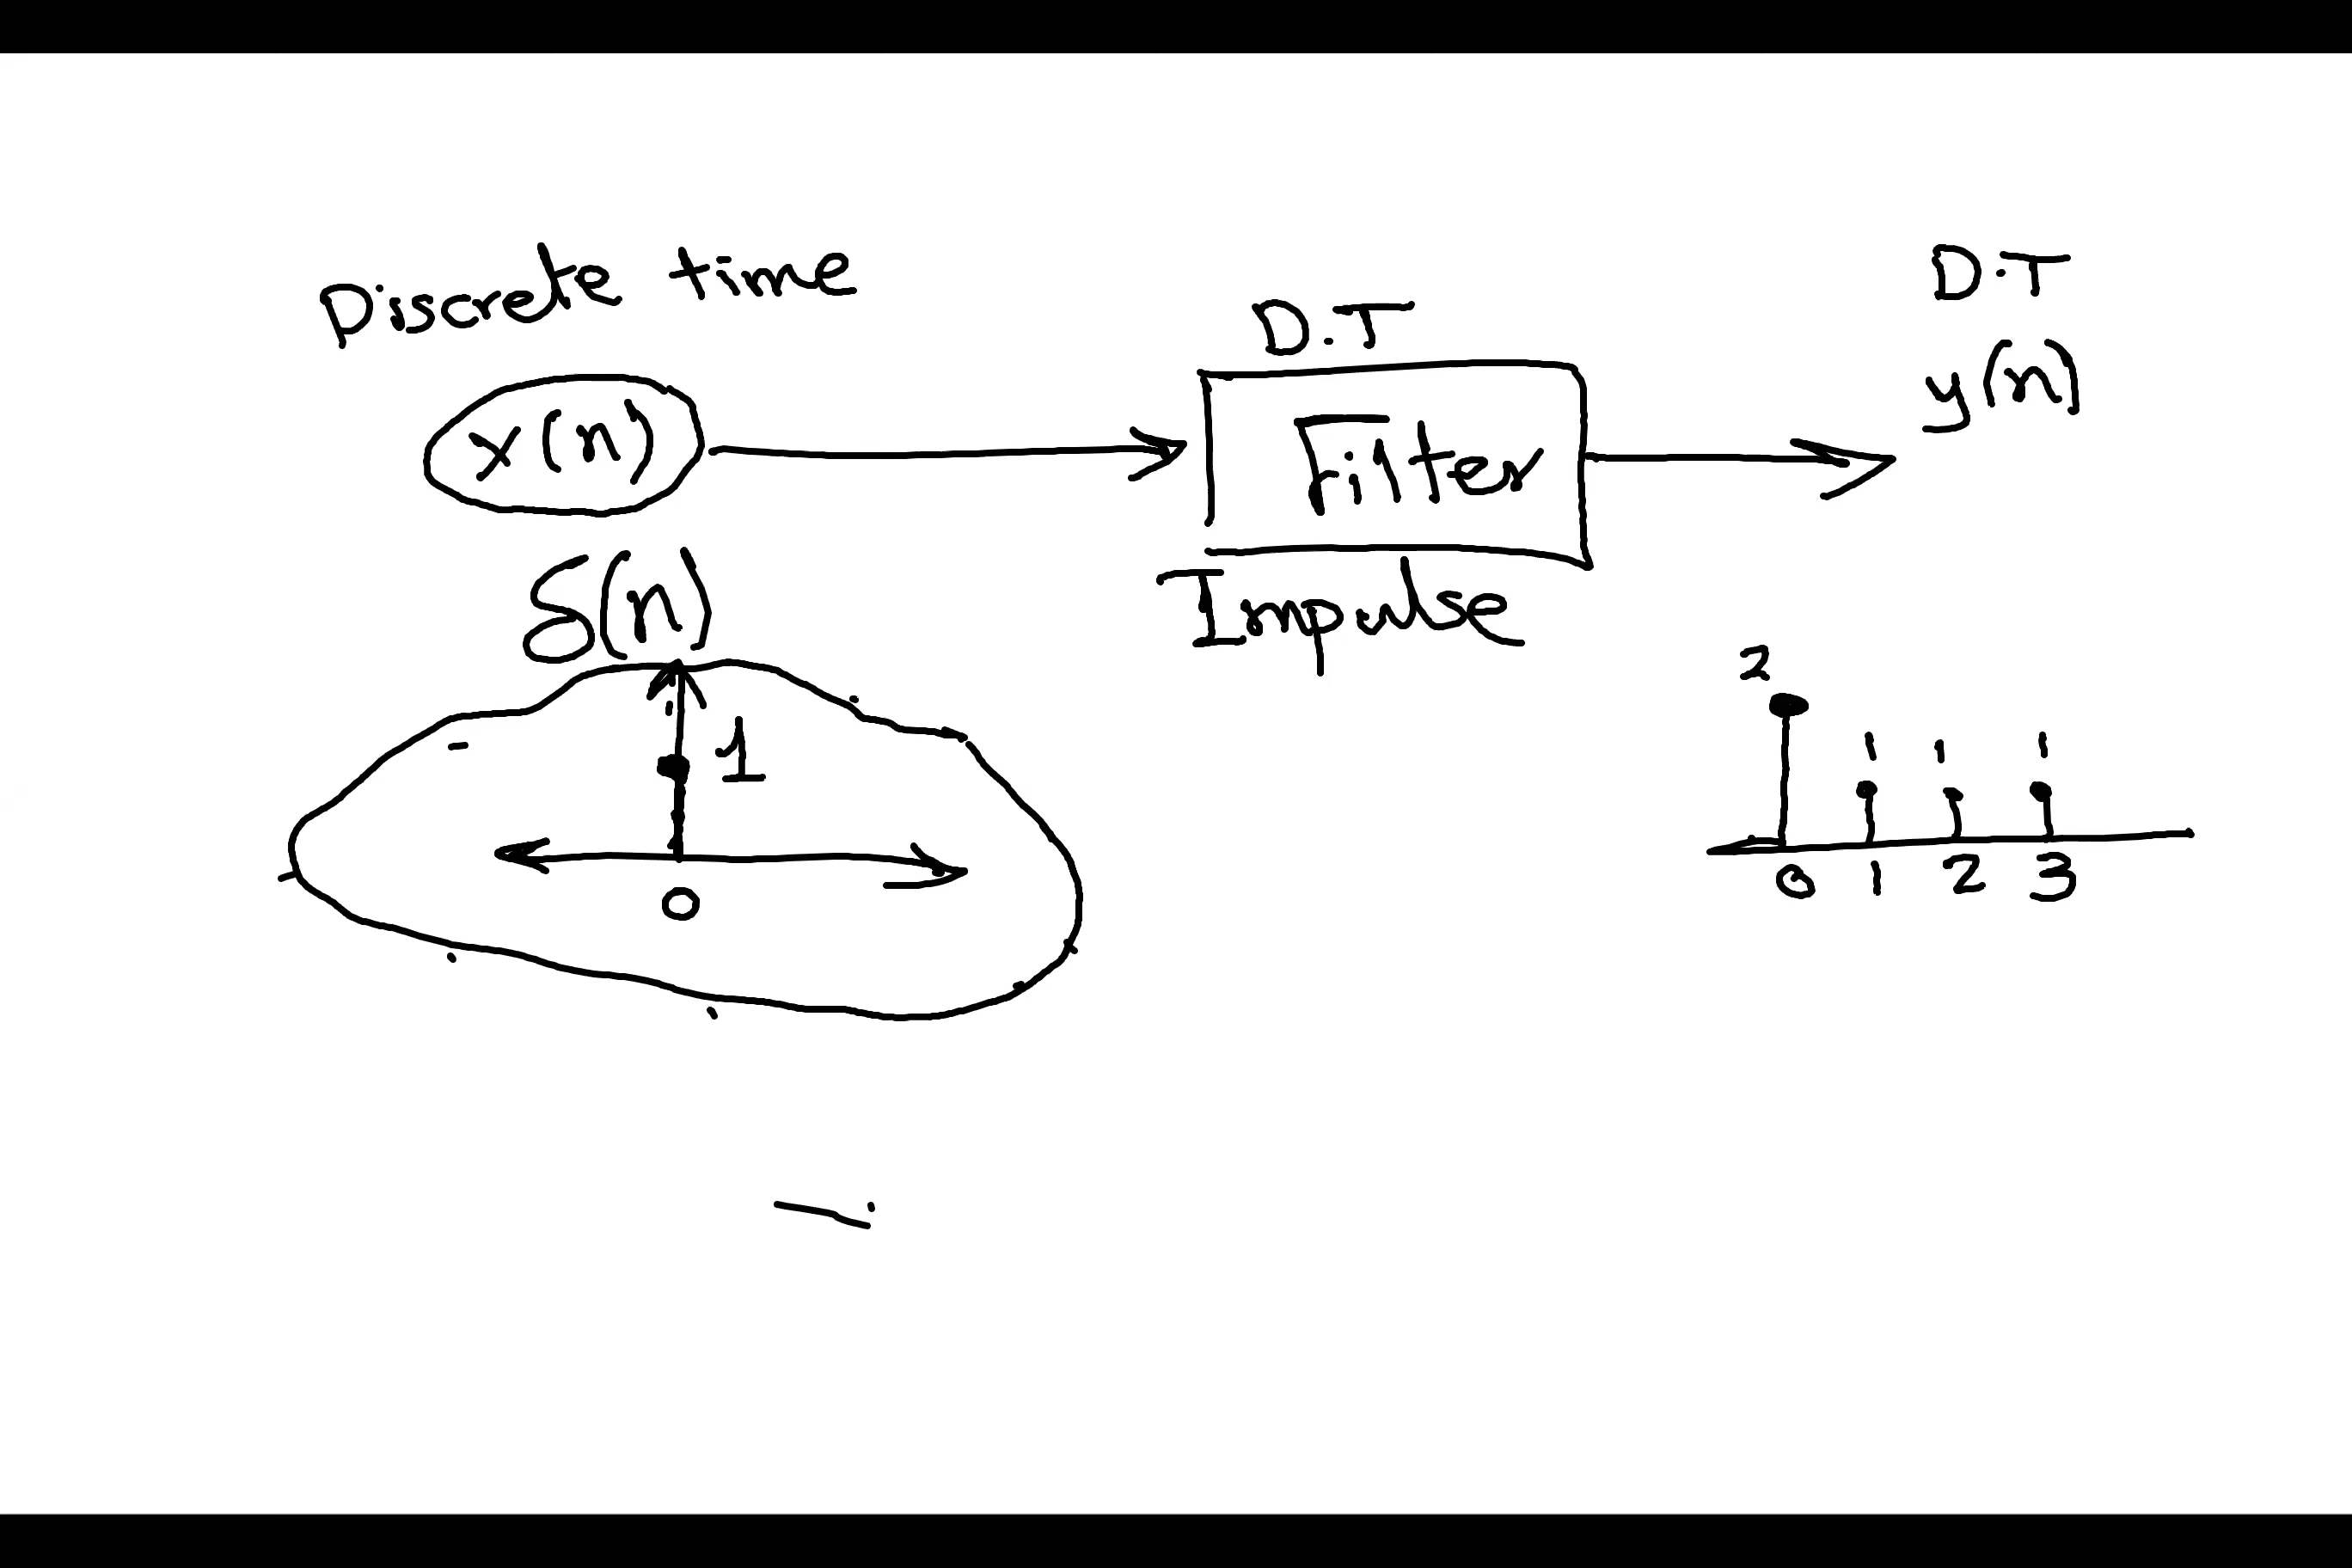 Discrete time
D.T
D.T
x(n)
Filter
y(n)
δ(n)
Impulse
1
0
2
1 1 1
0 1 2 3